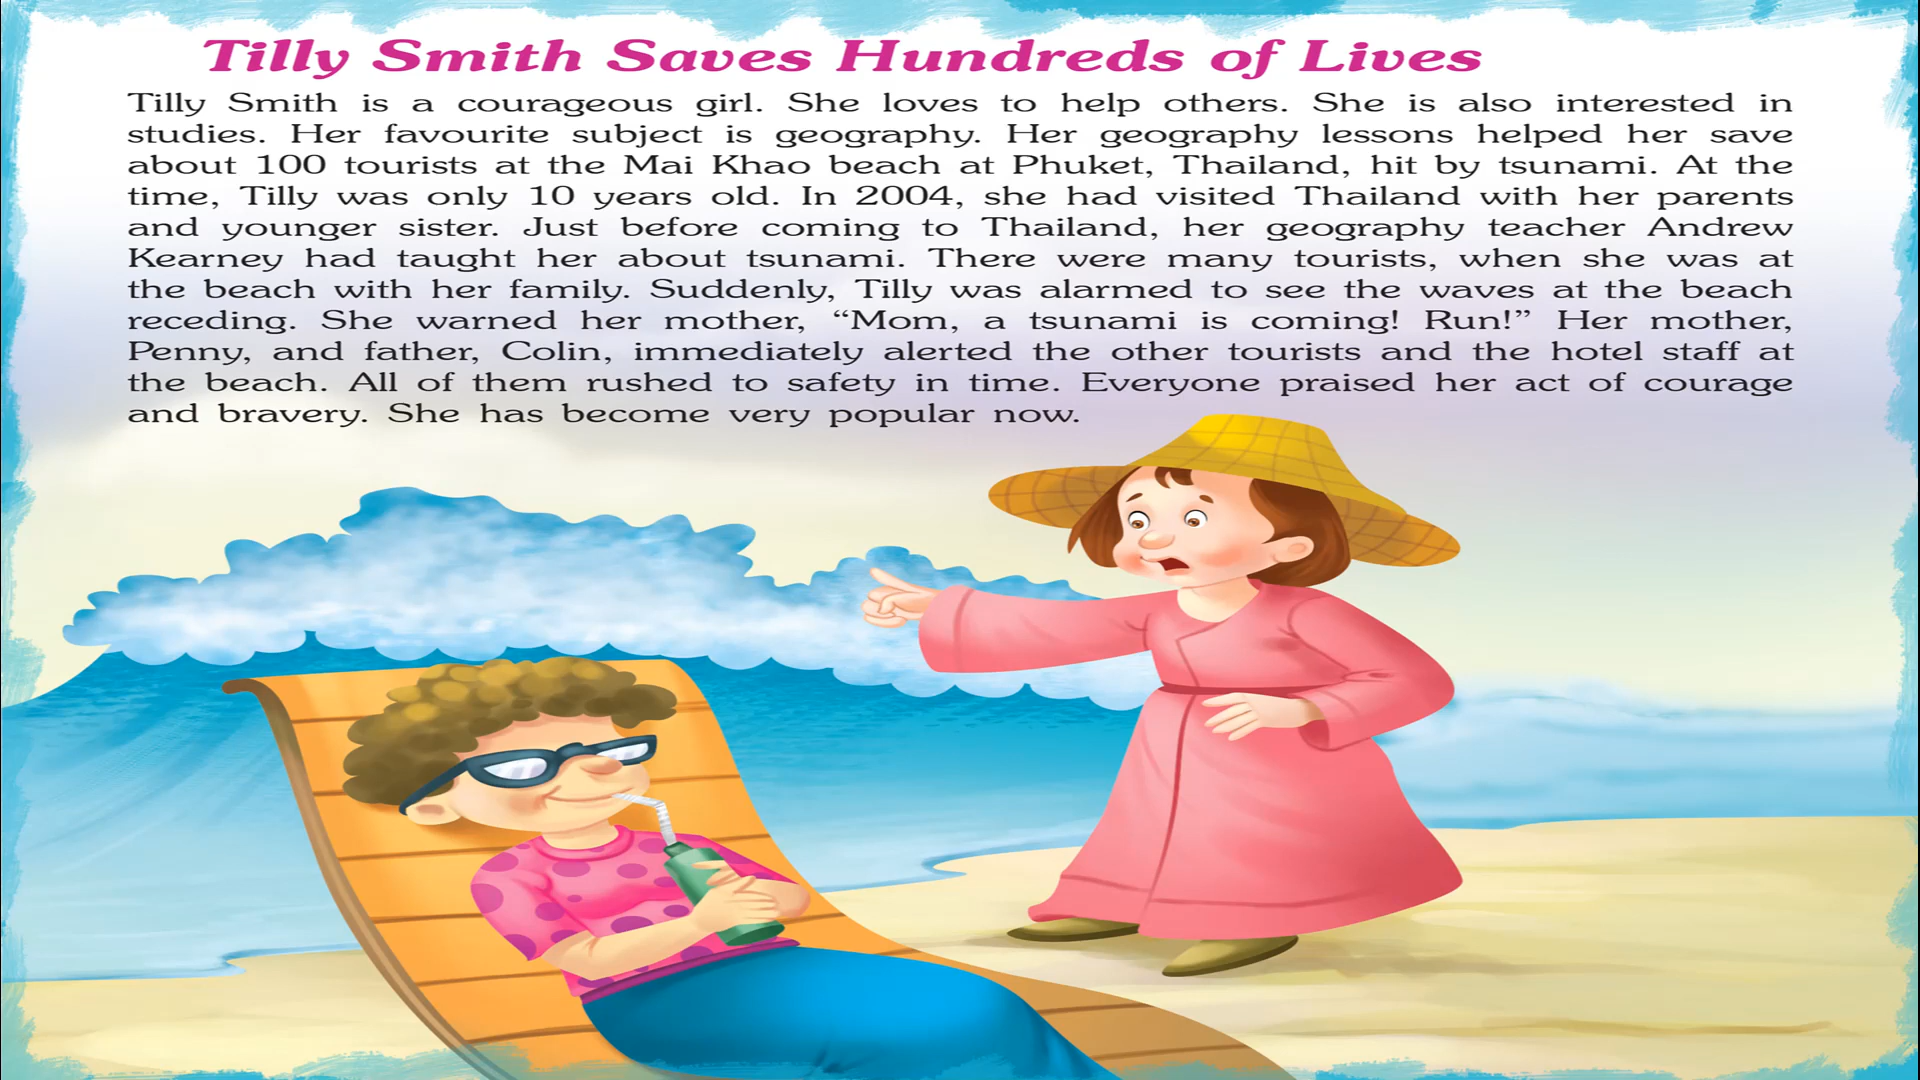 Tilly Smith Saves Hundreds of Lives
Tilly Smith is a courageous girl. She loves to help others. She is also interested in
studies. Her favourite subject is geography. Her geography lessons helped her save
about 100 tourists at the Mai Khao beach at Phuket, Thailand, hit by tsunami. At the
time, Tilly was only 10 years old. In 2004, she had visited Thailand with her parents
and younger sister. Just before coming to Thailand, her geography teacher Andrew
Kearney had taught her about tsunami. There were many tourists, when she was at
the beach with her family. Suddenly, Tilly was alarmed to see the waves at the beach
receding. She warned her mother, “Mom, a tsunami is coming! Run!” Her mother,
Penny, and father, Colin, immediately alerted the other tourists and the hotel staff at
the beach. All of them rushed to safety in time. Everyone praised her act of courage
and bravery. She has become very popular now.